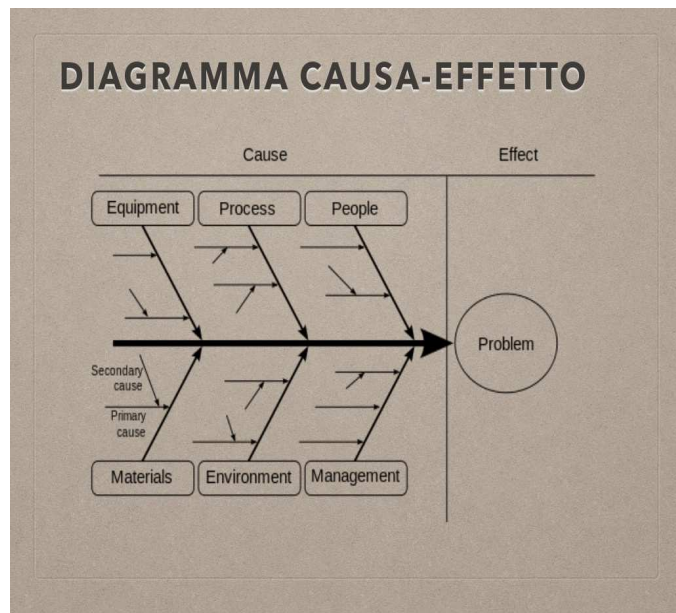 DIAGRAMMA CAUSA-EFFETTO
Cause
Effect
Equipment
Process
People
Problem
Secondary
cause
Primary
cause
Materials
Environment
Management